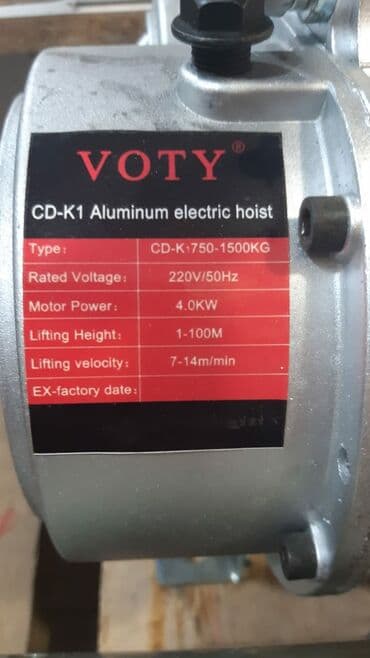 VOTY®
CD-K1 Aluminum electric hoist
Type: CD-K1750-1500KG
Rated Voltage: 220V/50Hz
Motor Power: 4.0KW
Lifting Height: 1-100M
Lifting velocity: 7-14m/min
EX-factory date: